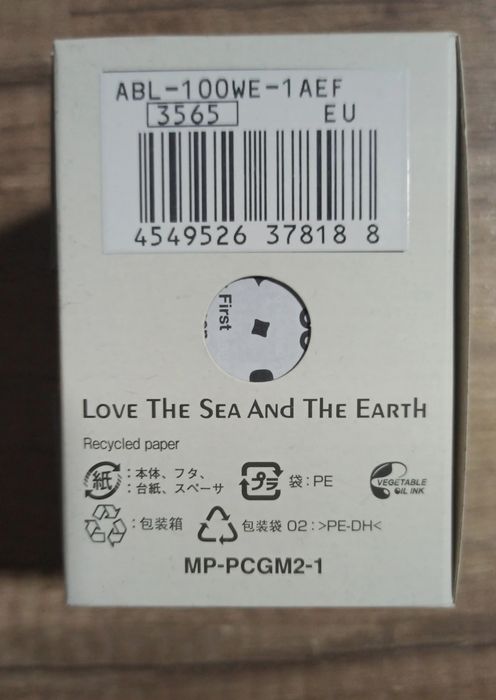 ABL-100WE-1AEF
3565 EU
4549526 37818 8
First
LOVE THE SEA AND THE EARTH
Recycled paper
紙 :本体、フタ、
:台紙、スペーサ
プラ 袋:PE
VEGETABLE
OIL INK
:包装箱
包装袋 02:>PE-DH<
MP-PCGM2-1